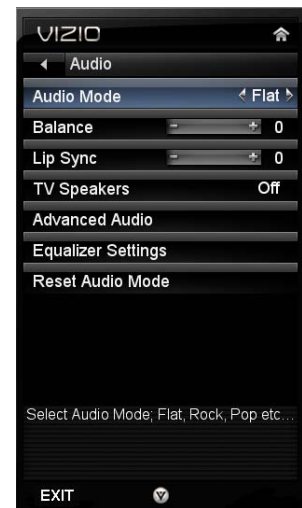 VIZIO
Audio
Audio Mode Flat
Balance - + 0
Lip Sync - + 0
TV Speakers Off
Advanced Audio
Equalizer Settings
Reset Audio Mode
Select Audio Mode; Flat, Rock, Pop etc...
EXIT